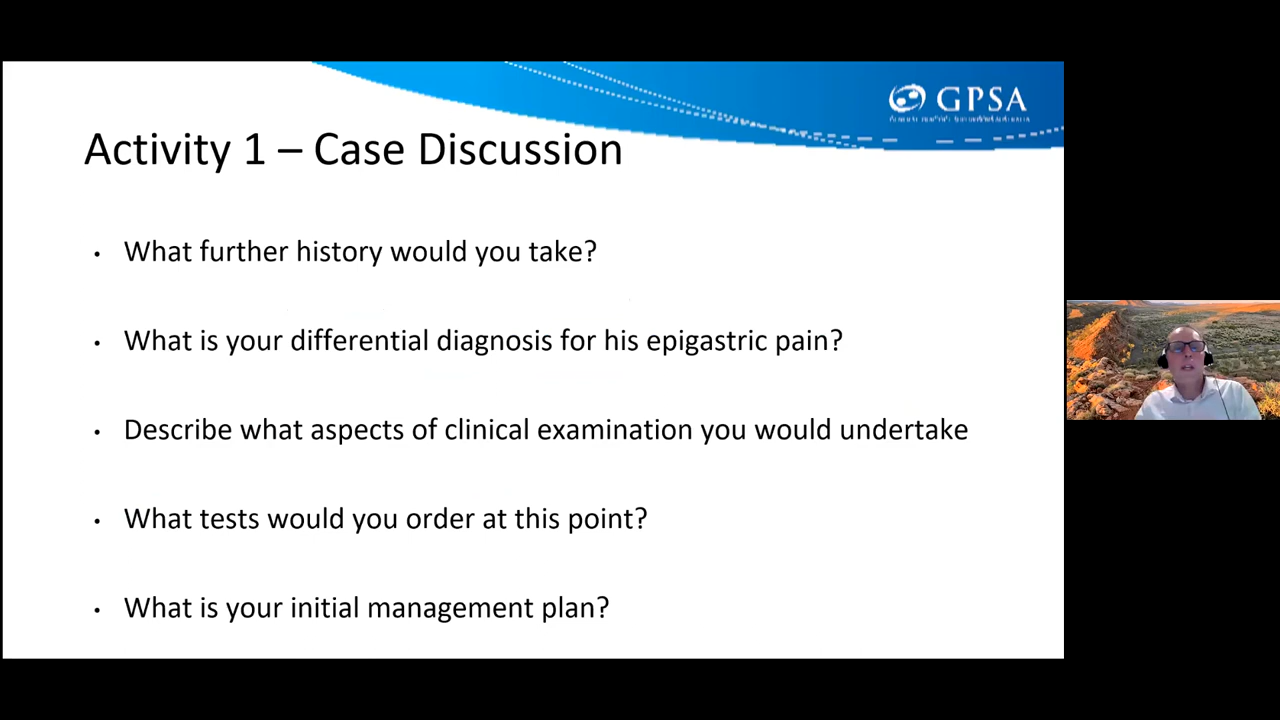 GPSA
Activity 1 – Case Discussion
• What further history would you take?
• What is your differential diagnosis for his epigastric pain?
• Describe what aspects of clinical examination you would undertake
• What tests would you order at this point?
• What is your initial management plan?